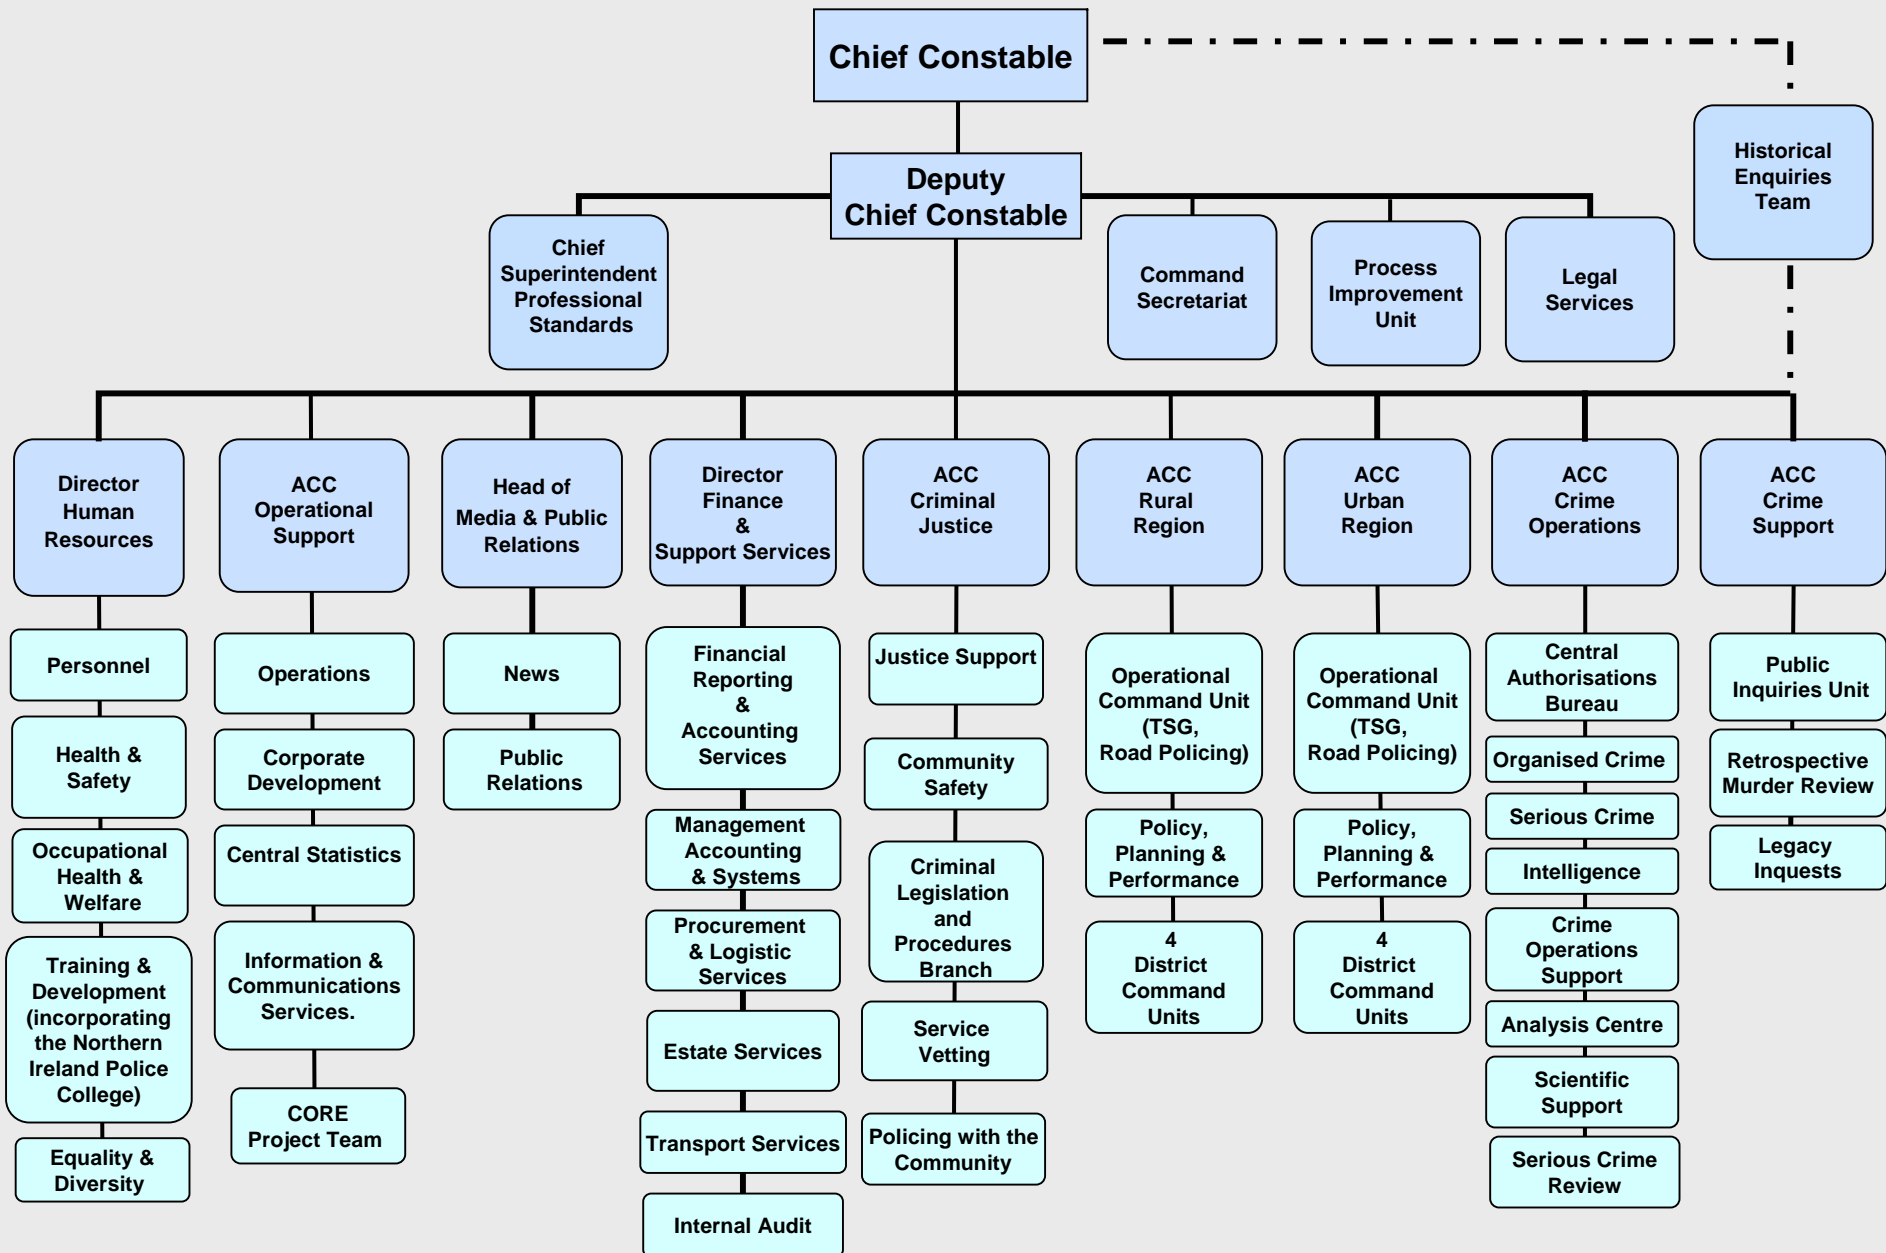 Chief Constable
Deputy
Chief Constable
Historical
Enquiries
Team
Chief
Superintendent
Professional
Standards
Command
Secretariat
Process
Improvement
Unit
Legal
Services
Director
Human
Resources
ACC
Operational
Support
Head of
Media & Public
Relations
Director
Finance
&
Support Services
ACC
Criminal
Justice
ACC
Rural
Region
ACC
Urban
Region
ACC
Crime
Operations
ACC
Crime
Support
Personnel
Health &
Safety
Occupational
Health &
Welfare
Training &
Development
(incorporating
the Northern
Ireland Police
College)
Equality &
Diversity
Operations
Corporate
Development
Central Statistics
Information &
Communications
Services.
CORE
Project Team
News
Public
Relations
Financial
Reporting
&
Accounting
Services
Management
Accounting
& Systems
Procurement
& Logistic
Services
Estate Services
Transport Services
Internal Audit
Justice Support
Community
Safety
Criminal
Legislation
and
Procedures
Branch
Service
Vetting
Policing with the
Community
Operational
Command Unit
(TSG,
Road Policing)
Policy,
Planning &
Performance
4
District
Command
Units
Operational
Command Unit
(TSG,
Road Policing)
Policy,
Planning &
Performance
4
District
Command
Units
Central
Authorisations
Bureau
Organised Crime
Serious Crime
Intelligence
Crime
Operations
Support
Analysis Centre
Scientific
Support
Serious Crime
Review
Public
Inquiries Unit
Retrospective
Murder Review
Legacy
Inquests